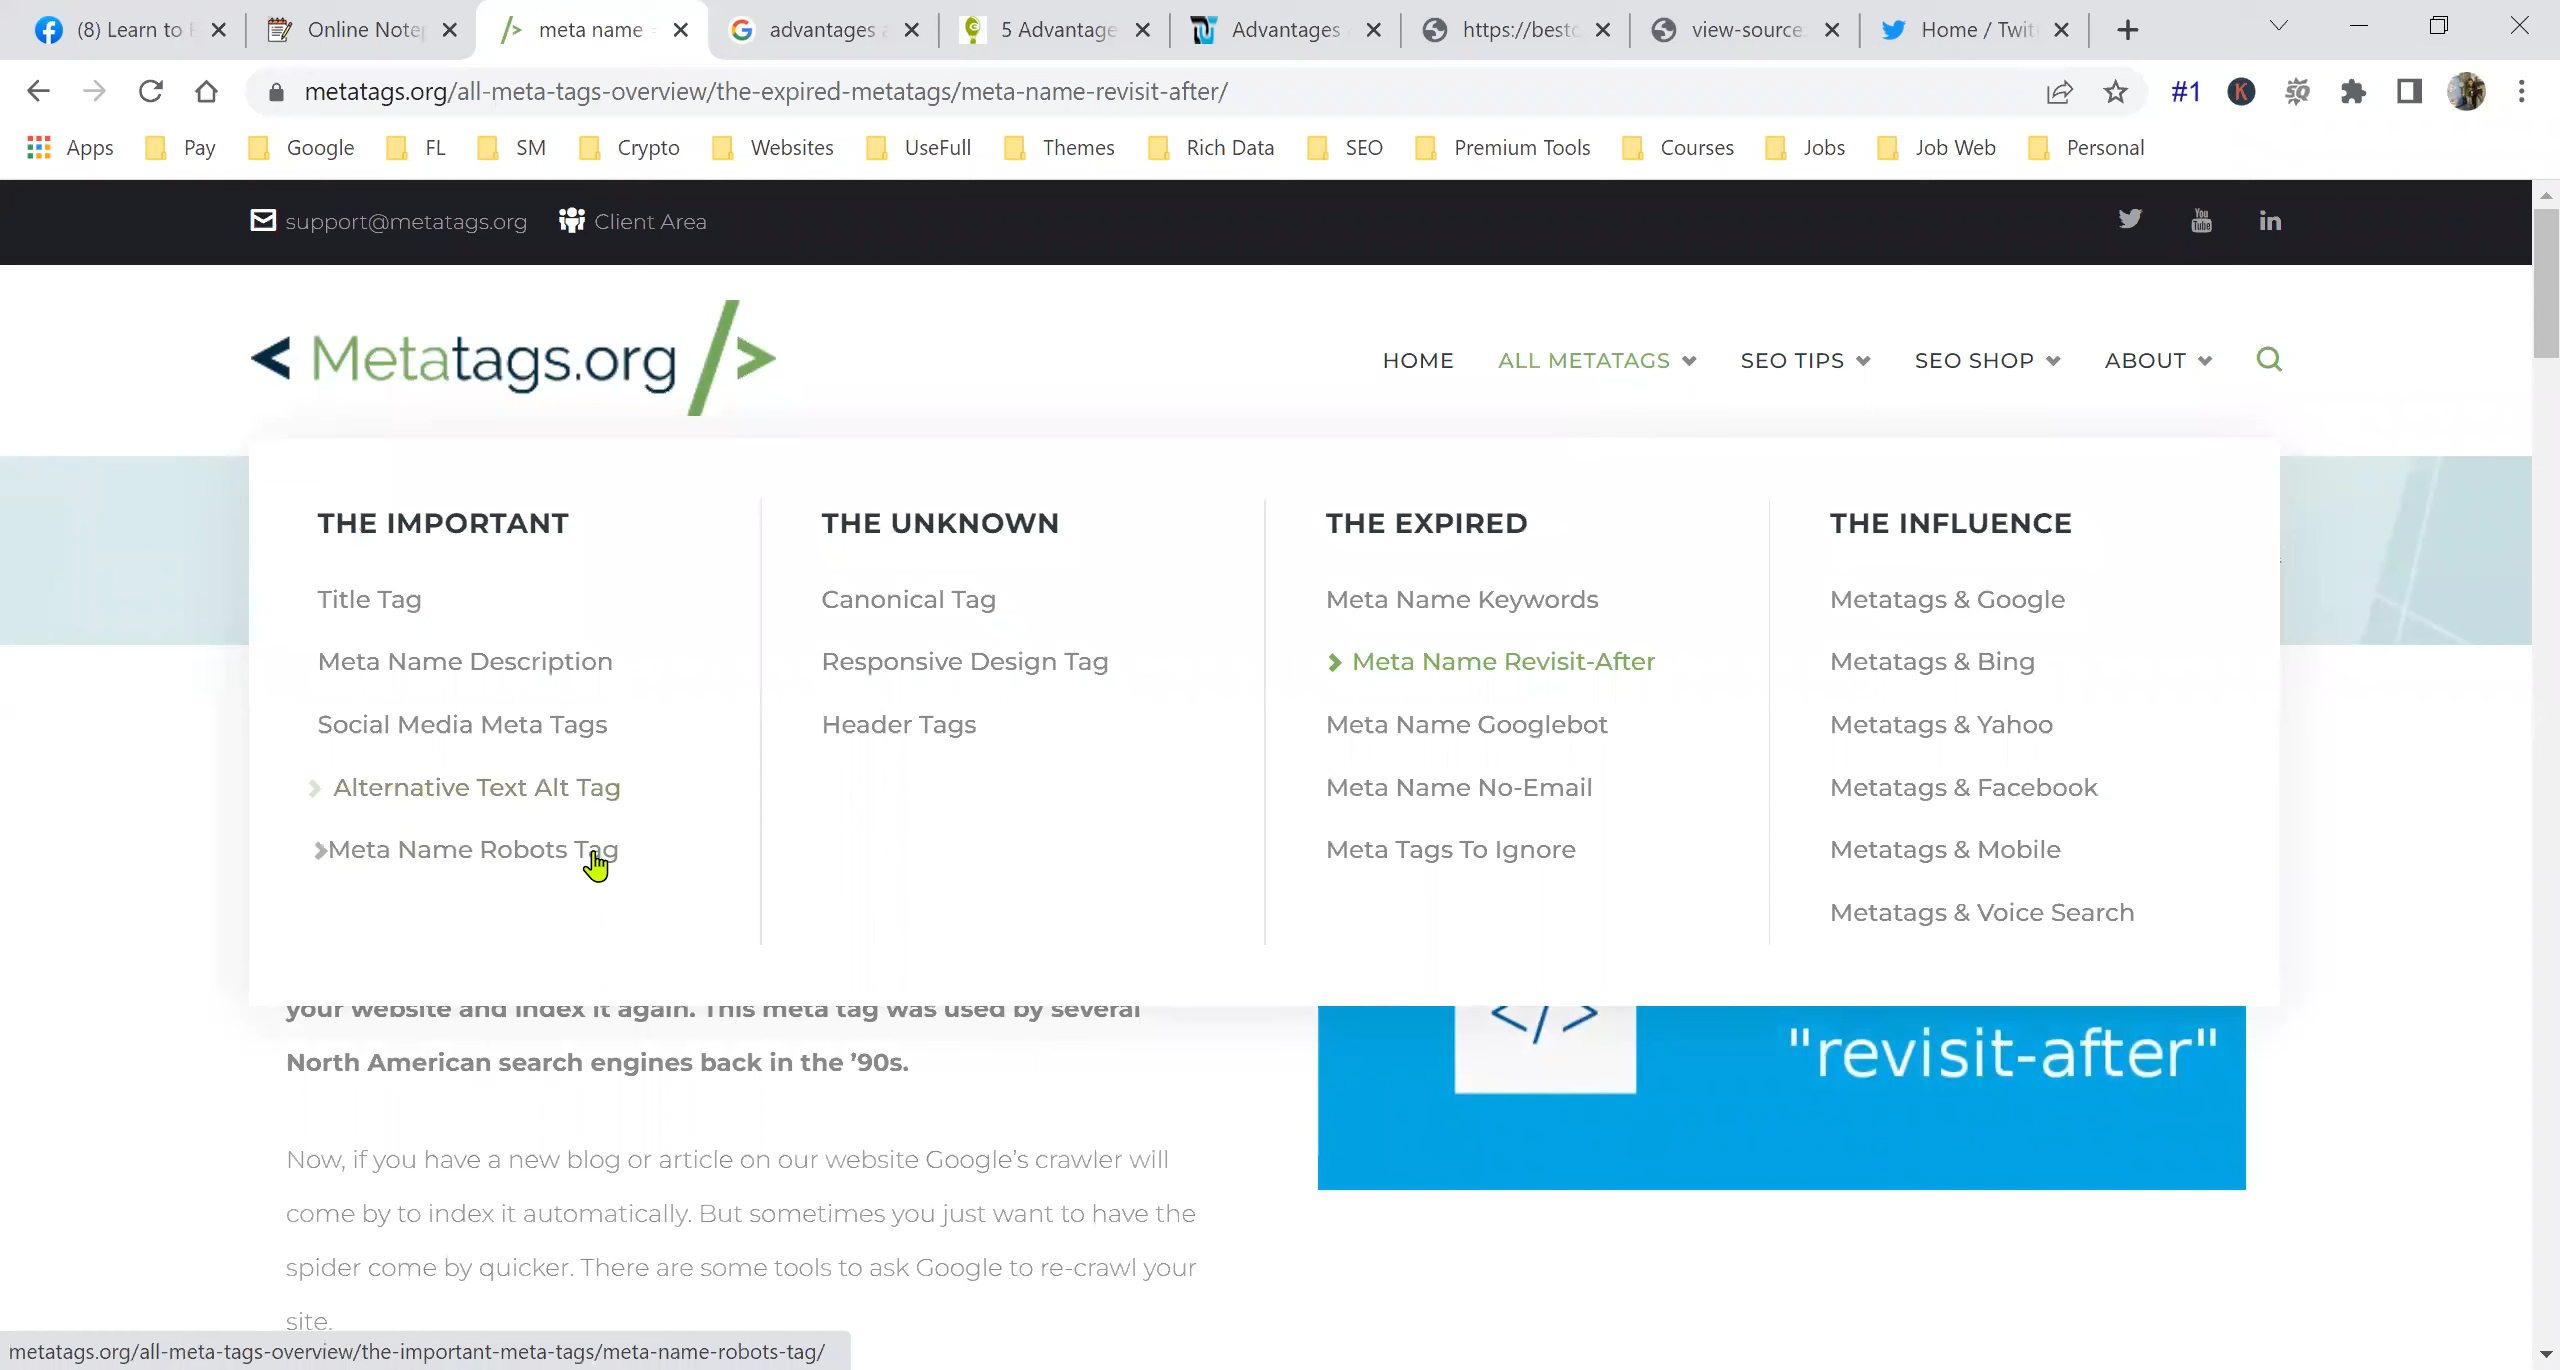 (8) Learn to
Online Note
meta name
advantages
5 Advantage
Advantages
https://best
view-source:
Home / Twit
metatags.org/all-meta-tags-overview/the-expired-metatags/meta-name-revisit-after/
#1
K
SQ
Apps
Pay
Google
FL
SM
Crypto
Websites
UseFull
Themes
Rich Data
SEO
Premium Tools
Courses
Jobs
Job Web
Personal
support@metatags.org
Client Area
You Tube
in
< Metatags.org />
HOME
ALL METATAGS
SEO TIPS
SEO SHOP
ABOUT
THE IMPORTANT
Title Tag
Meta Name Description
Social Media Meta Tags
Alternative Text Alt Tag
Meta Name Robots Tag
THE UNKNOWN
Canonical Tag
Responsive Design Tag
Header Tags
THE EXPIRED
Meta Name Keywords
Meta Name Revisit-After
Meta Name Googlebot
Meta Name No-Email
Meta Tags To Ignore
THE INFLUENCE
Metatags & Google
Metatags & Bing
Metatags & Yahoo
Metatags & Facebook
Metatags & Mobile
Metatags & Voice Search
your website and index it again. This meta tag was used by several
North American search engines back in the ’90s.
</>
"revisit-after"
Now, if you have a new blog or article on our website Google’s crawler will
come by to index it automatically. But sometimes you just want to have the
spider come by quicker. There are some tools to ask Google to re-crawl your
site.
metatags.org/all-meta-tags-overview/the-important-meta-tags/meta-name-robots-tag/